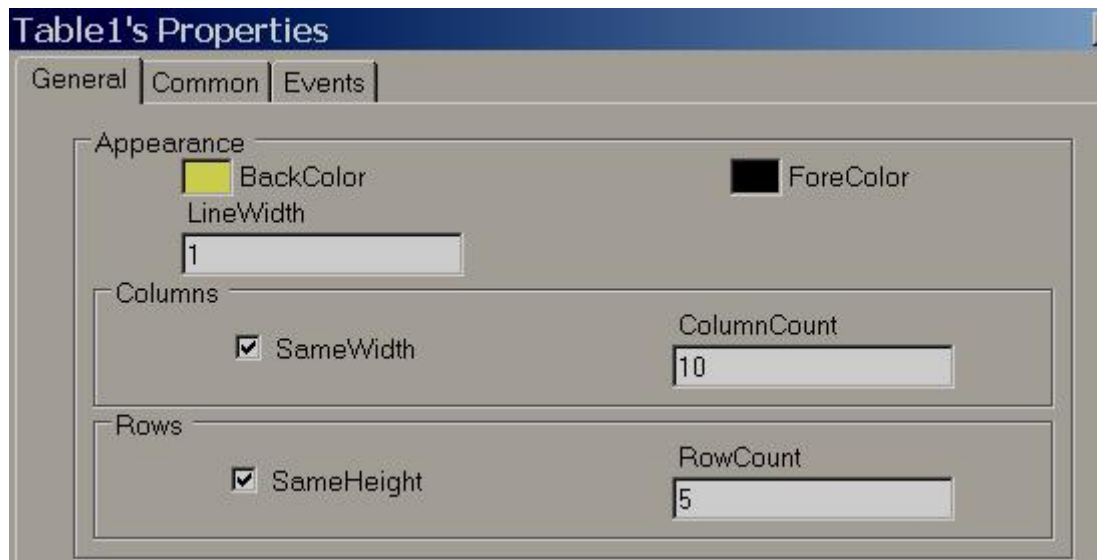 Table1's Properties
General Common Events
Appearance
BackColor ForeColor
LineWidth
1
Columns
SameWidth
ColumnCount
10
Rows
SameHeight
RowCount
5